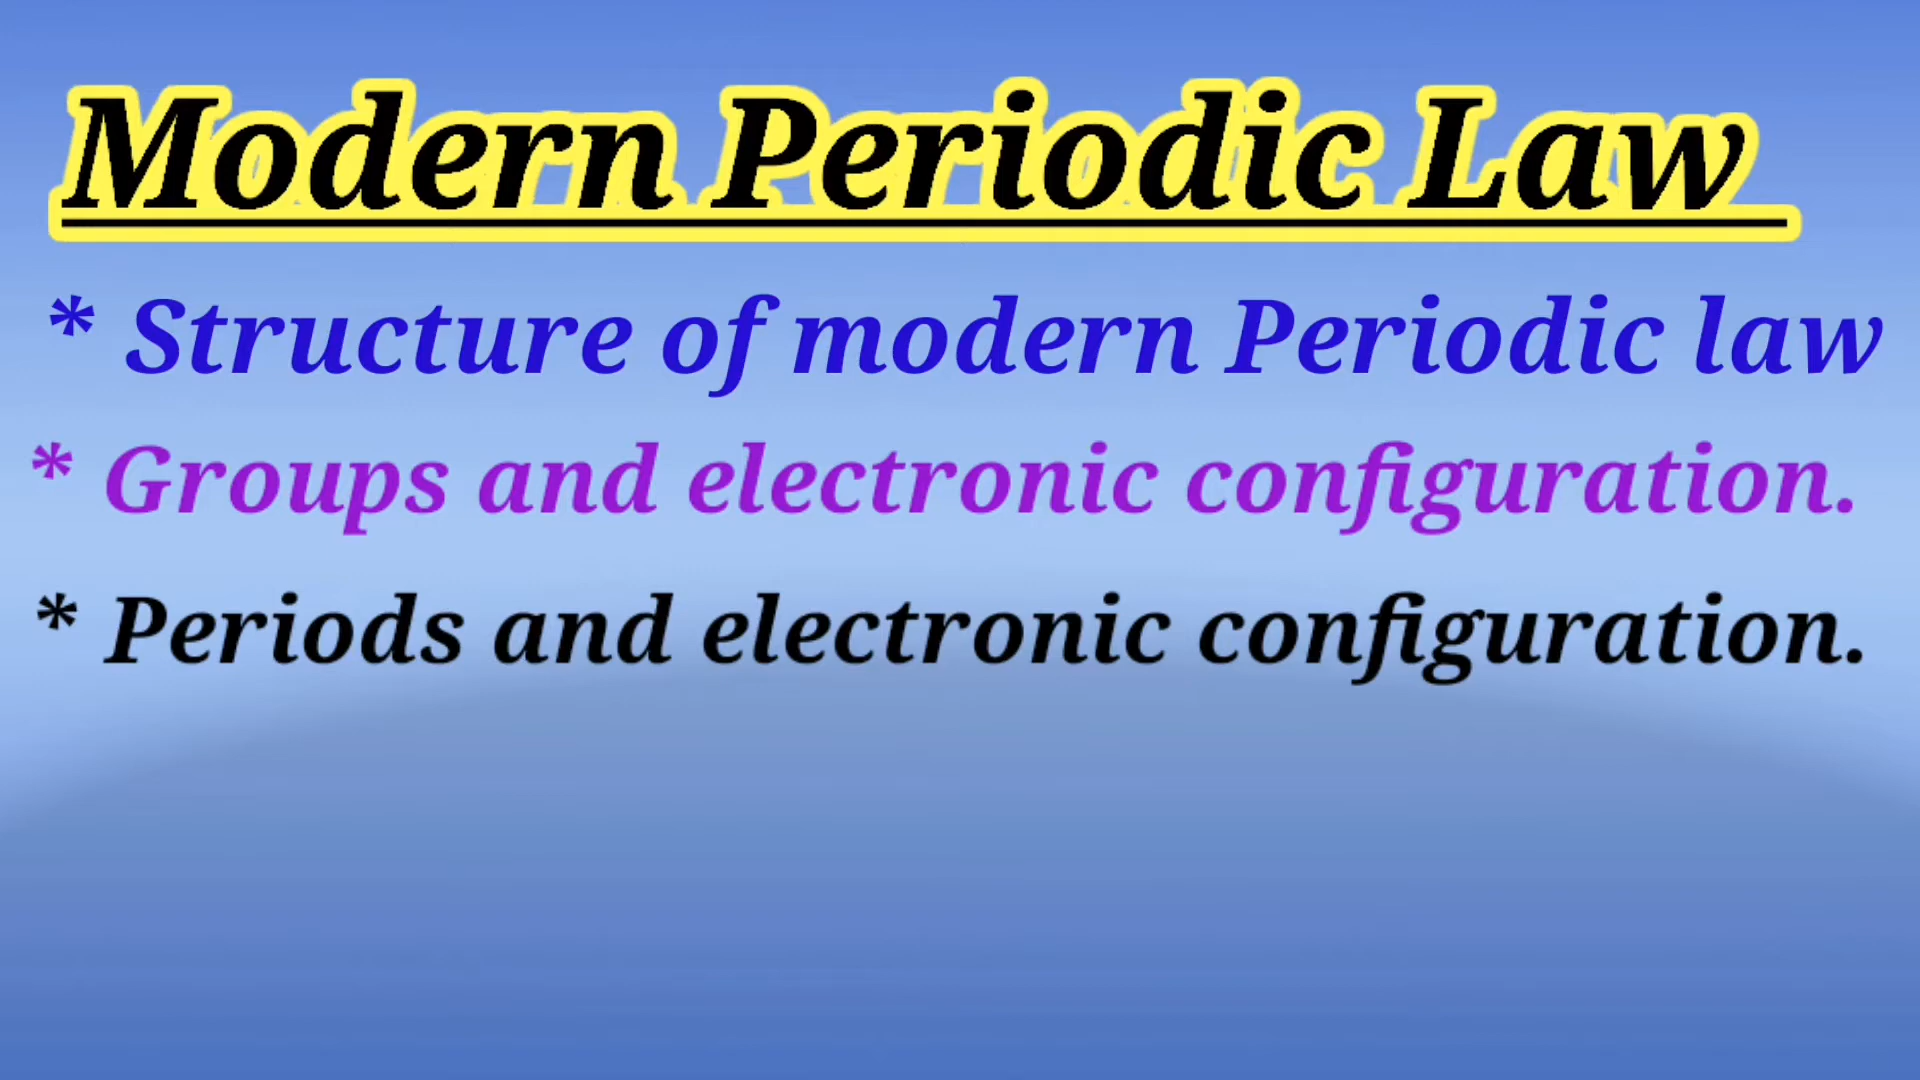 Modern Periodic Law
* Structure of modern Periodic law
* Groups and electronic configuration.
* Periods and electronic configuration.